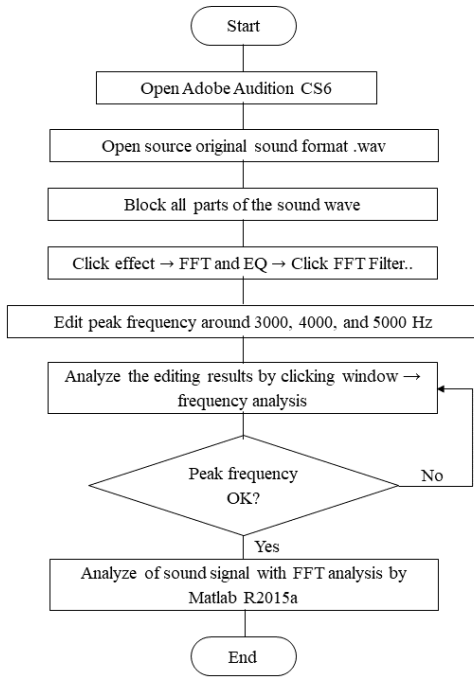 Start
Open Adobe Audition CS6
Open source original sound format .wav
Block all parts of the sound wave
Click effect → FFT and EQ → Click FFT Filter..
Edit peak frequency around 3000, 4000, and 5000 Hz
Analyze the editing results by clicking window →
frequency analysis
Peak frequency
OK?
No
Yes
Analyze of sound signal with FFT analysis by
Matlab R2015a
End